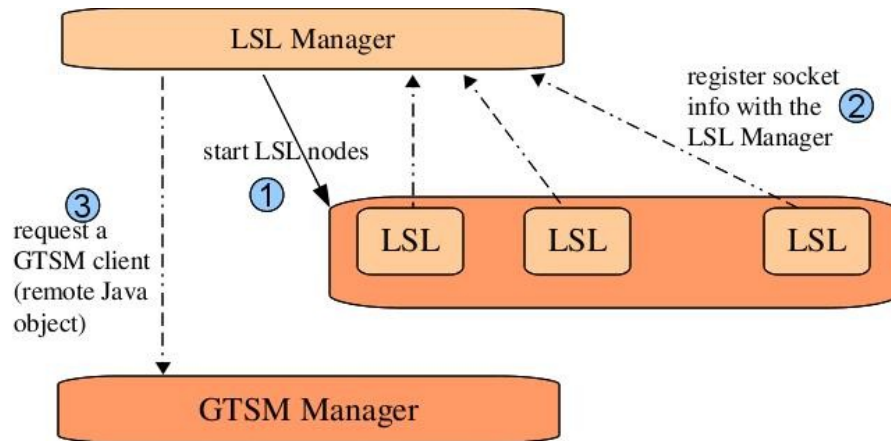 LSL Manager
register socket
info with the
LSL Manager
2
start LSL nodes
1
3
request a
GTSM client
(remote Java
object)
LSL
LSL
LSL
GTSM Manager